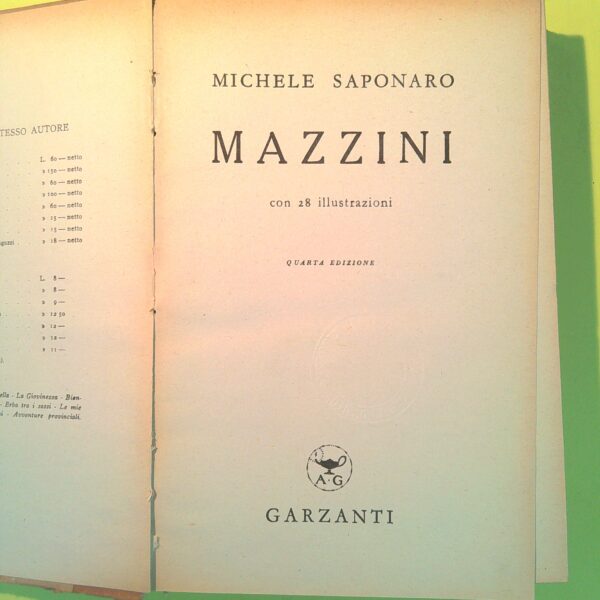 TESSO AUTORE
L. 60 — netto
» 150 — netto
» 60 — netto
» 100 — netto
» 60 — netto
» 25 — netto
» 15 — netto
» 18 — netto
L. 8 —
» 8 —
» 9 —
» 12 50
» 12 —
» 12 —
» 11 —
).
ella - La Giovinezza - Bien-
- Erba tra i sassi - Le mie
i - Avventure provinciali.
MICHELE SAPONARO
MAZZINI
con 28 illustrazioni
QUARTA EDIZIONE
A·G
GARZANTI